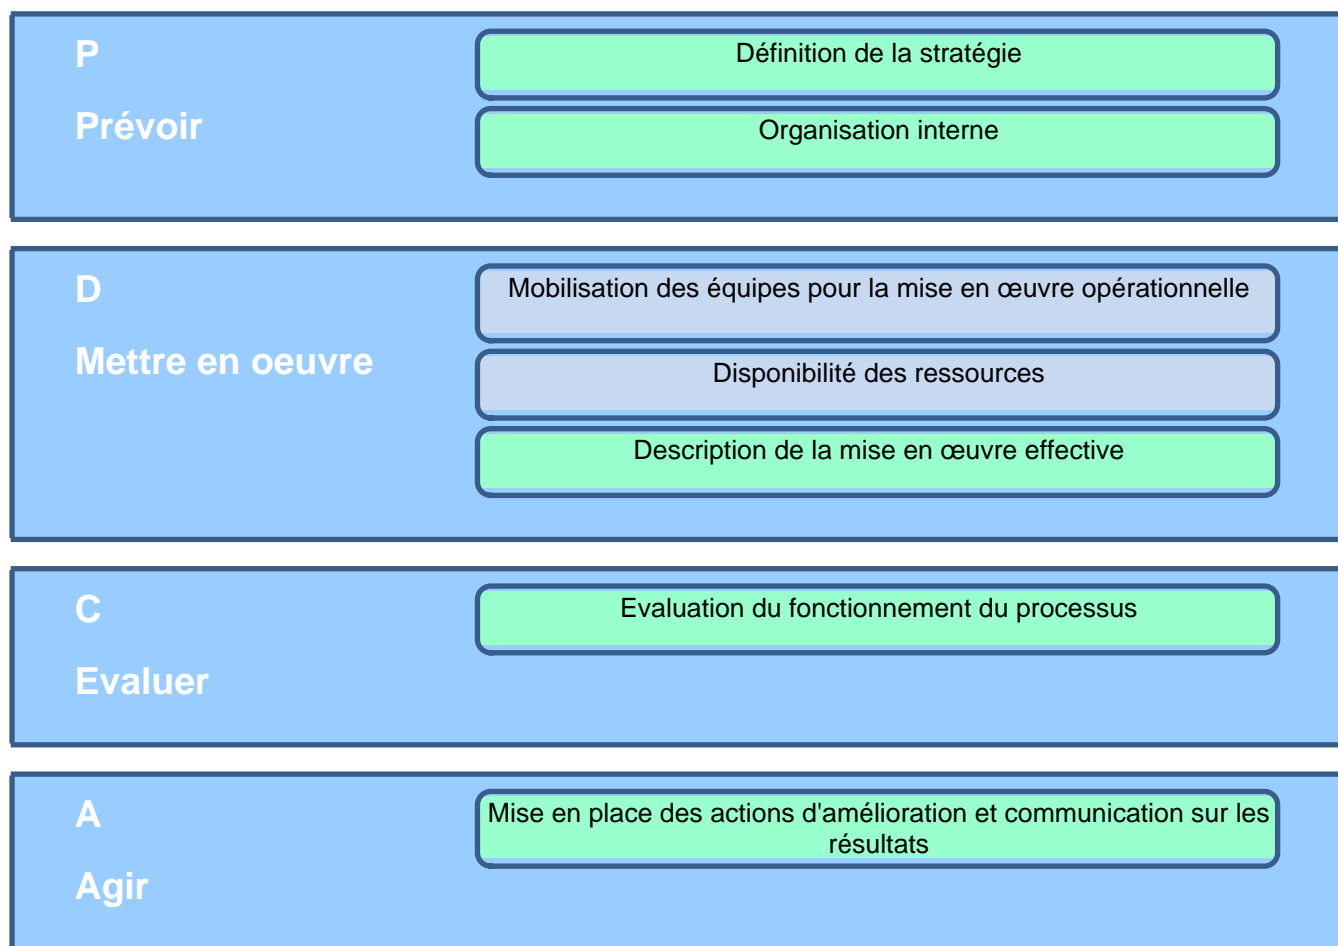 P
Prévoir
Définition de la stratégie
Organisation interne
D
Mettre en oeuvre
Mobilisation des équipes pour la mise en œuvre opérationnelle
Disponibilité des ressources
Description de la mise en œuvre effective
C
Evaluer
Evaluation du fonctionnement du processus
A
Agir
Mise en place des actions d'amélioration et communication sur les
résultats